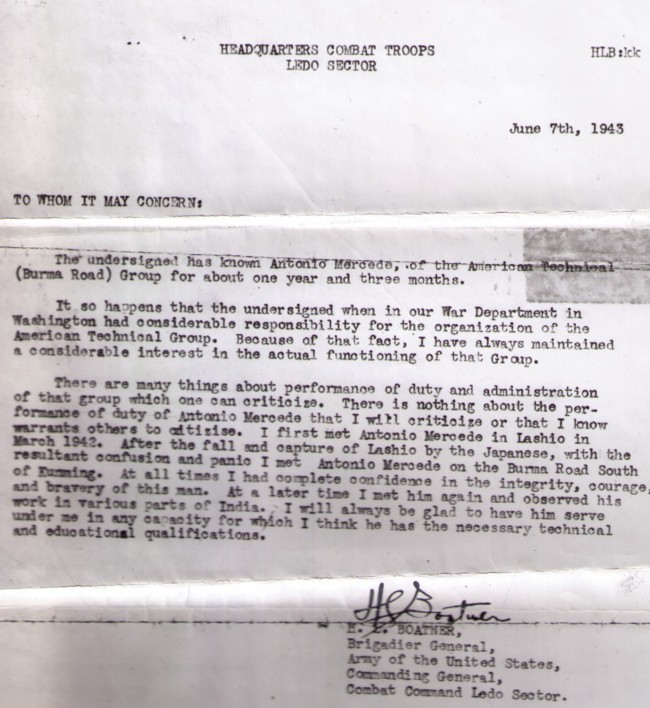 HEADQUARTERS COMBAT TROOPS
LEDO SECTOR
HLB:kk
June 7th, 1943
TO WHOM IT MAY CONCERN:
The undersigned has known Antonio Mercede, of the American Technical
(Burma Road) Group for about one year and three months.
It so happens that the undersigned when in our War Department in
Washington had considerable responsibility for the organization of the
American Technical Group. Because of that fact, I have always maintained
a considerable interest in the actual functioning of that Group.
There are many things about performance of duty and administration
of that group which one can criticize. There is nothing about the per-
formance of duty of Antonio Mercede that I will criticize or that I know
warrants others to citizise. I first met Antonio Mercede in Lashio in
March 1942. After the fall and capture of Lashio by the Japanese, with the
resultant confusion and panic I met Antonio Mercede on the Burma Road South
of Kunming. At all times I had complete confidence in the integrity, courage,
and bravery of this man. At a later time I met him again and observed his
work in various parts of India. I will always be glad to have him serve
under me in any capacity for which I think he has the necessary technical
and educational qualifications.
HL Boatner
H. L. BOATNER,
Brigadier General,
Army of the United States,
Commanding General,
Combat Command Ledo Sector.